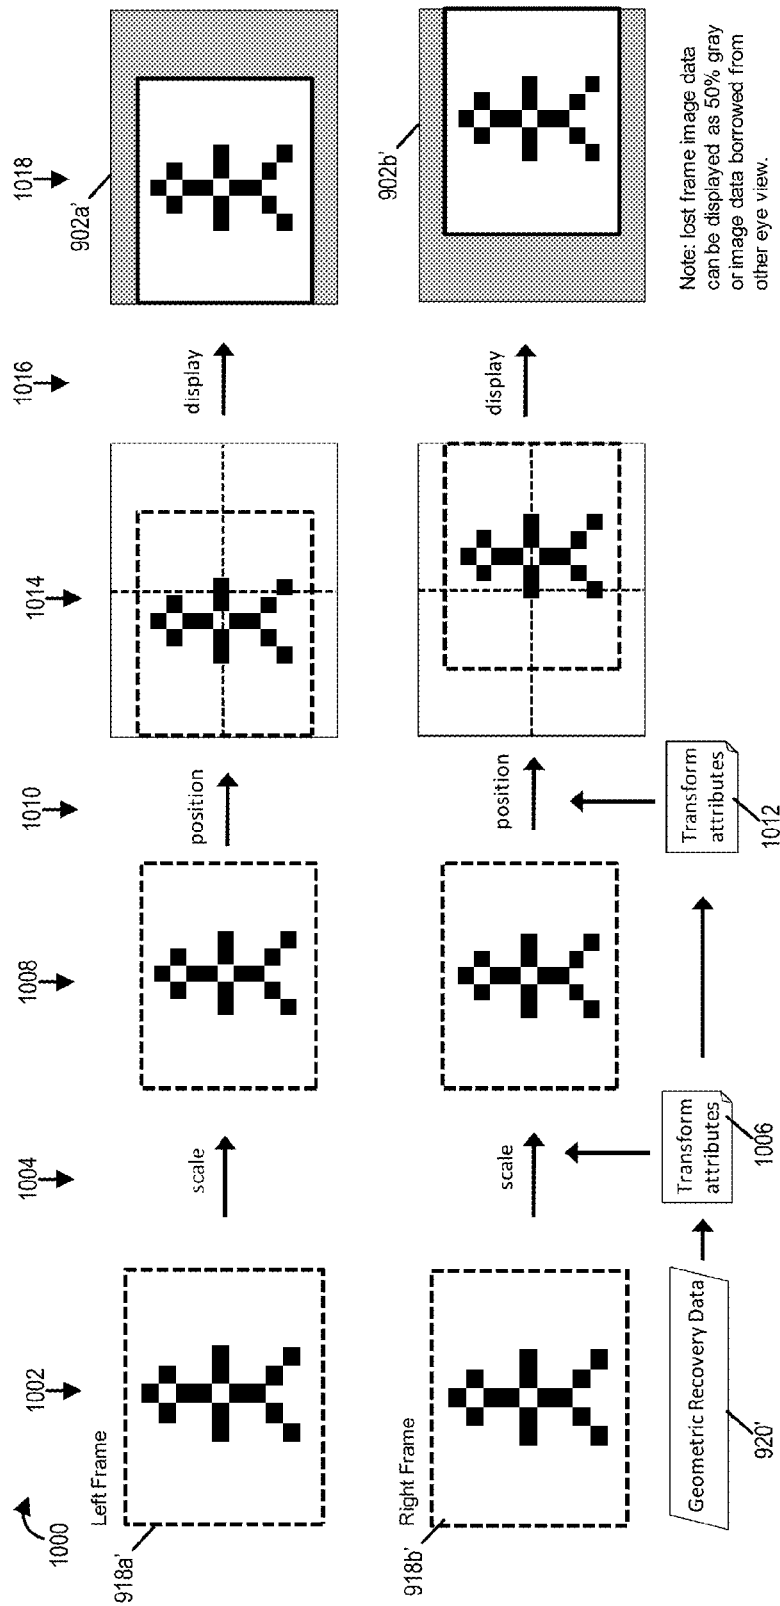 1000
1002
1004
1008
1010
1014
1016
1018
Left Frame
918a'
scale
position
display
902a'
Right Frame
918b'
scale
position
display
902b'
Geometric Recovery Data
920'
Transform
attributes
1006
Transform
attributes
1012
Note: lost frame image data
can be displayed as 50% gray
or image data borrowed from
other eye view.